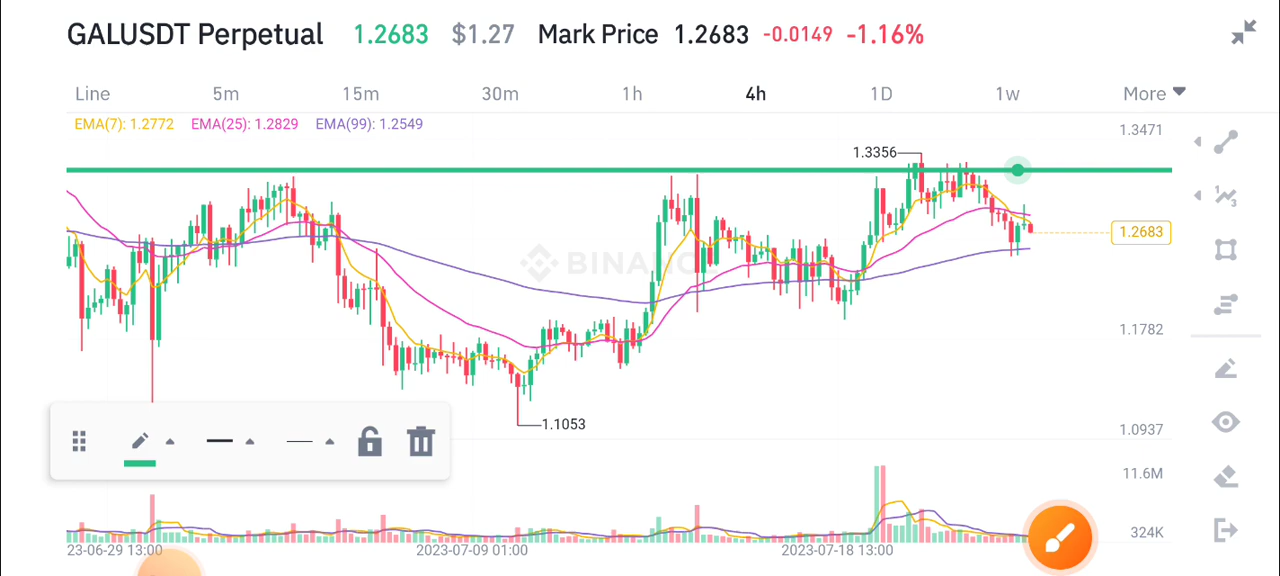 GALUSDT Perpetual 1.2683 $1.27 Mark Price 1.2683 -0.0149 -1.16%
Line 5m 15m 30m 1h 4h 1D 1w More
EMA(7): 1.2772 EMA(25): 1.2829 EMA(99): 1.2549
1.3471
1.3356
1.2683
BINANCE
1.1782
1.1053
1.0937
11.6M
324K
23-06-29 13:00 2023-07-09 01:00 2023-07-18 13:00